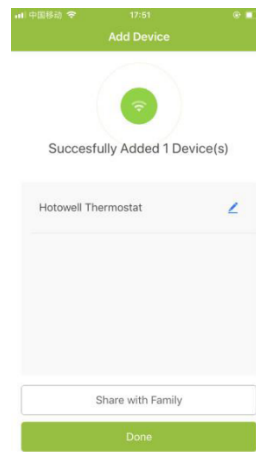 中国移动 17:51
Add Device
Succesfully Added 1 Device(s)
Hotowell Thermostat
Share with Family
Done